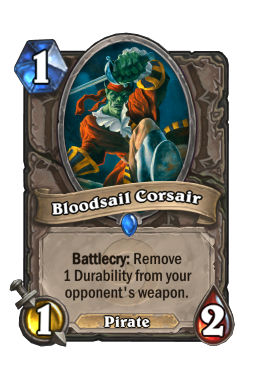 1
Bloodsail Corsair
Battlecry: Remove
1 Durability from your
opponent's weapon.
1
Pirate
2